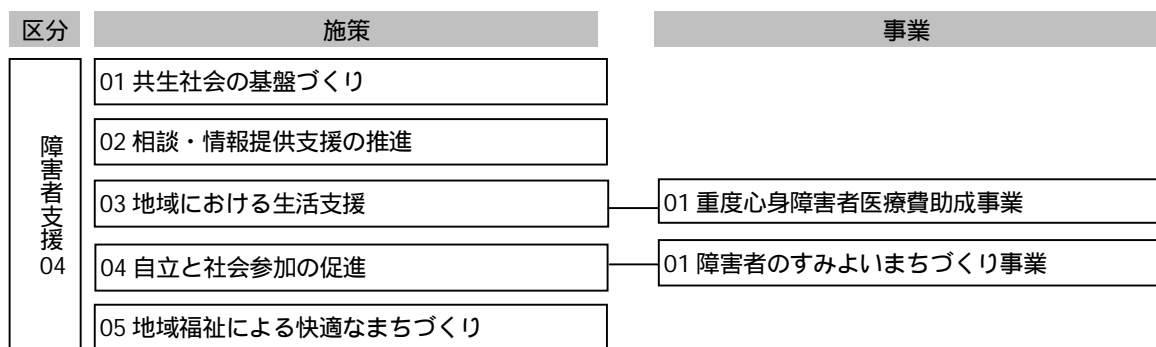 区分
施策
事業
障害者支援04
01 共生社会の基盤づくり
02 相談・情報提供支援の推進
03 地域における生活支援
01 重度心身障害者医療費助成事業
04 自立と社会参加の促進
01 障害者のすみよいまちづくり事業
05 地域福祉による快適なまちづくり